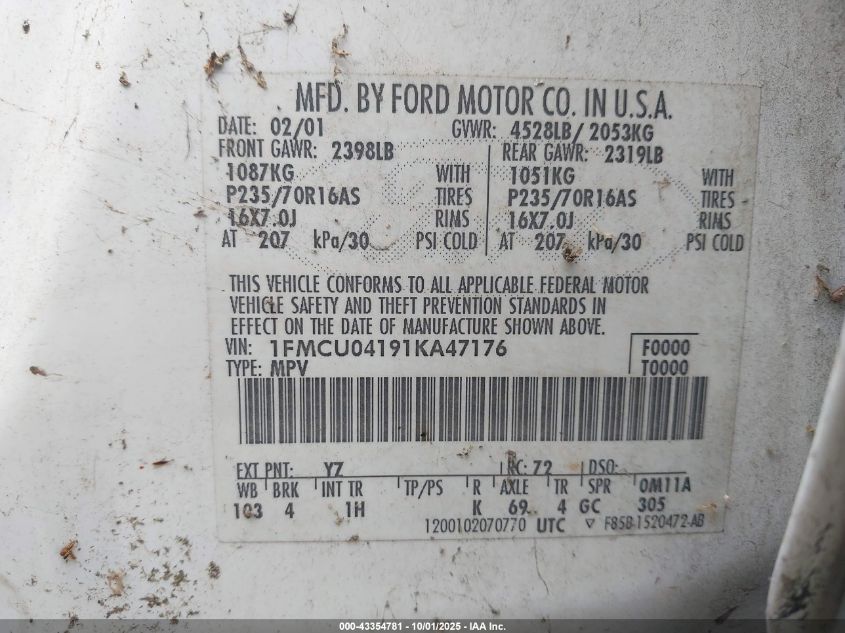 MFD. BY FORD MOTOR CO. IN U.S.A.
DATE: 02/01 GVWR: 4528LB/ 2053KG
FRONT GAWR: 2398LB REAR GAWR: 2319LB
1087KG WITH 1051KG WITH
P235/70R16AS TIRES P235/70R16AS TIRES
16X7.0J RIMS 16X7.0J RIMS
AT 207 kPa/30 PSI COLD AT 207 kPa/30 PSI COLD
THIS VEHICLE CONFORMS TO ALL APPLICABLE FEDERAL MOTOR
VEHICLE SAFETY AND THEFT PREVENTION STANDARDS IN
EFFECT ON THE DATE OF MANUFACTURE SHOWN ABOVE.
VIN: 1FMCU04191KA47176 F0000
TYPE: MPV T0000
EXT PNT: YZ RC: 72 DSO:
WB BRK INT TR TP/PS R AXLE TR SPR 0M11A
103 4 1H K 69 4 GC 305
1200102070770 UTC ▽ F85B-1520472-AB
000-43354781 - 10/01/2025 - IAA Inc.